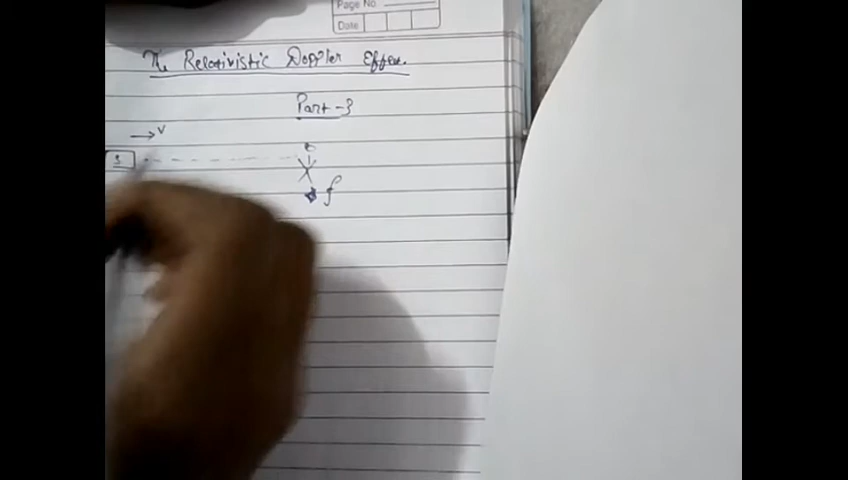 Page No
Date
The Relativistic Doppler Effect.
Part-3
v
S
f